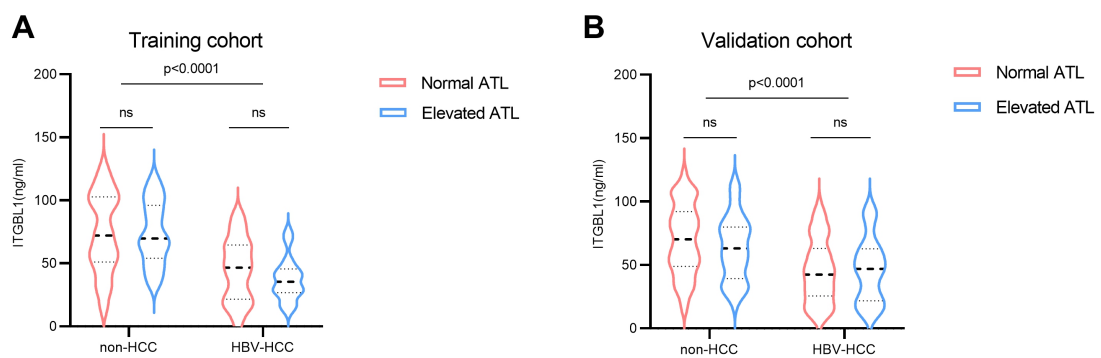 A
Training cohort
p<0.0001
ns
ns
200
150
100
50
0
ITGBL1(ng/ml)
non-HCC
HBV-HCC
Normal ATL
Elevated ATL
B
Validation cohort
p<0.0001
ns
ns
200
150
100
50
0
ITGBL1(ng/ml)
non-HCC
HBV-HCC
Normal ATL
Elevated ATL